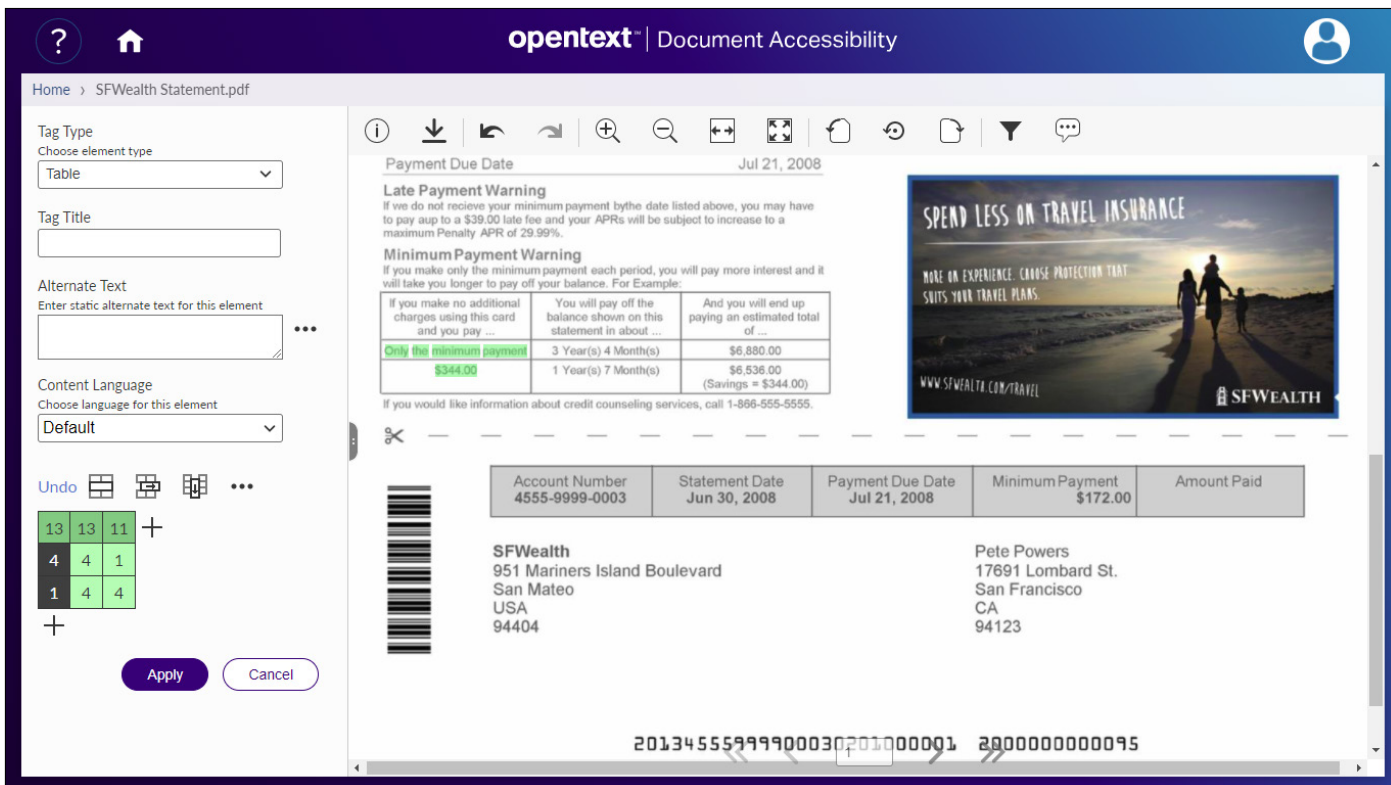 ?
opentext™ | Document Accessibility
Home › SFWealth Statement.pdf
Tag Type
Choose element type
Table
Tag Title
Alternate Text
Enter static alternate text for this element
Content Language
Choose language for this element
Default
Undo
13 13 11
4 4 1
1 4 4
Apply Cancel
Payment Due Date Jul 21, 2008
Late Payment Warning
If we do not recieve your minimum payment bythe date listed above, you may have
to pay aup to a $39.00 late fee and your APRs will be subject to increase to a
maximum Penalty APR of 29.99%.
Minimum Payment Warning
If you make only the minimum payment each period, you will pay more interest and it
will take you longer to pay off your balance. For Example:
If you make no additional
charges using this card
and you pay ...
You will pay off the
balance shown on this
statement in about ...
And you will end up
paying an estimated total
of ...
Only the minimum payment 3 Year(s) 4 Month(s) $6,880.00
$344.00 1 Year(s) 7 Month(s) $6,536.00
(Savings = $344.00)
If you would like information about credit counseling services, call 1-866-555-5555.
SPEND LESS ON TRAVEL INSURANCE
MORE ON EXPERIENCE. CHOOSE PROTECTION THAT
SUITS YOUR TRAVEL PLANS.
WWW.SFWEALTH.COM/TRAVEL
SFWEALTH
Account Number Statement Date Payment Due Date Minimum Payment Amount Paid
4555-9999-0003 Jun 30, 2008 Jul 21, 2008 $172.00
SFWealth
951 Mariners Island Boulevard
San Mateo
USA
94404
Pete Powers
17691 Lombard St.
San Francisco
CA
94123
1